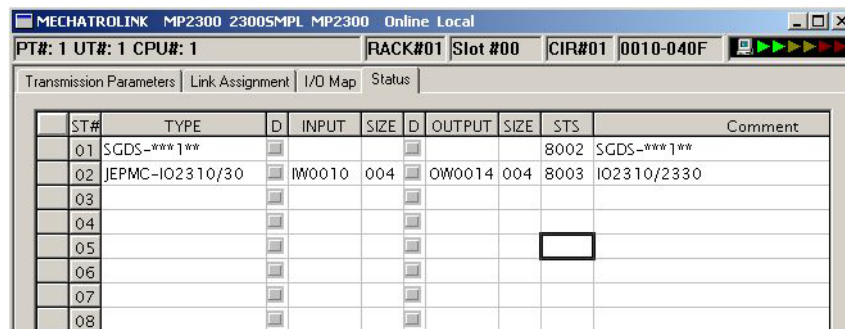 MECHATROLINK MP2300 2300SMPL MP2300 Online Local
PT#: 1 UT#: 1 CPU#: 1 RACK#01 Slot #00 CIR#01 0010-040F
Transmission Parameters Link Assignment I/O Map Status
ST# TYPE D INPUT SIZE D OUTPUT SIZE STS Comment
01 SGDS-***1** 8002 SGDS-***1**
02 JEPMC-IO2310/30 IW0010 004 OW0014 004 8003 IO2310/2330
03
04
05
06
07
08